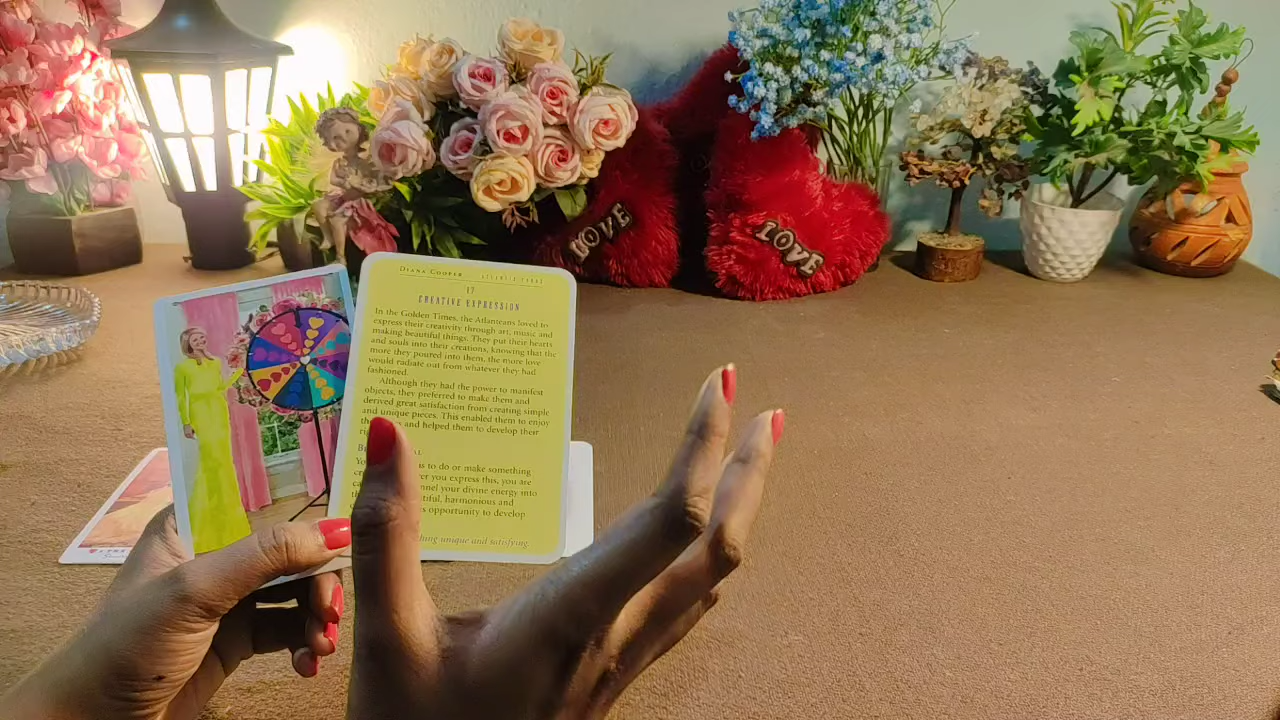 DIANA COOPER ATLANTIS CARDS
17
CREATIVE EXPRESSION
In the Golden Times, the Atlanteans loved to
express their creativity through art, music and
making beautiful things. They put their hearts
and souls into their creations, knowing that the
more love they poured into them, the more love
would radiate out from whatever they had
fashioned.
Although they had the power to manifest
objects, they preferred to make them and
derived great satisfaction from creating simple
and unique pieces. This enabled them to enjoy
and helped them to develop their
is to do or make something
you express this, you are
your divine energy into
harmonious and
opportunity to develop
unique and satisfying.
LOVE
LOVE